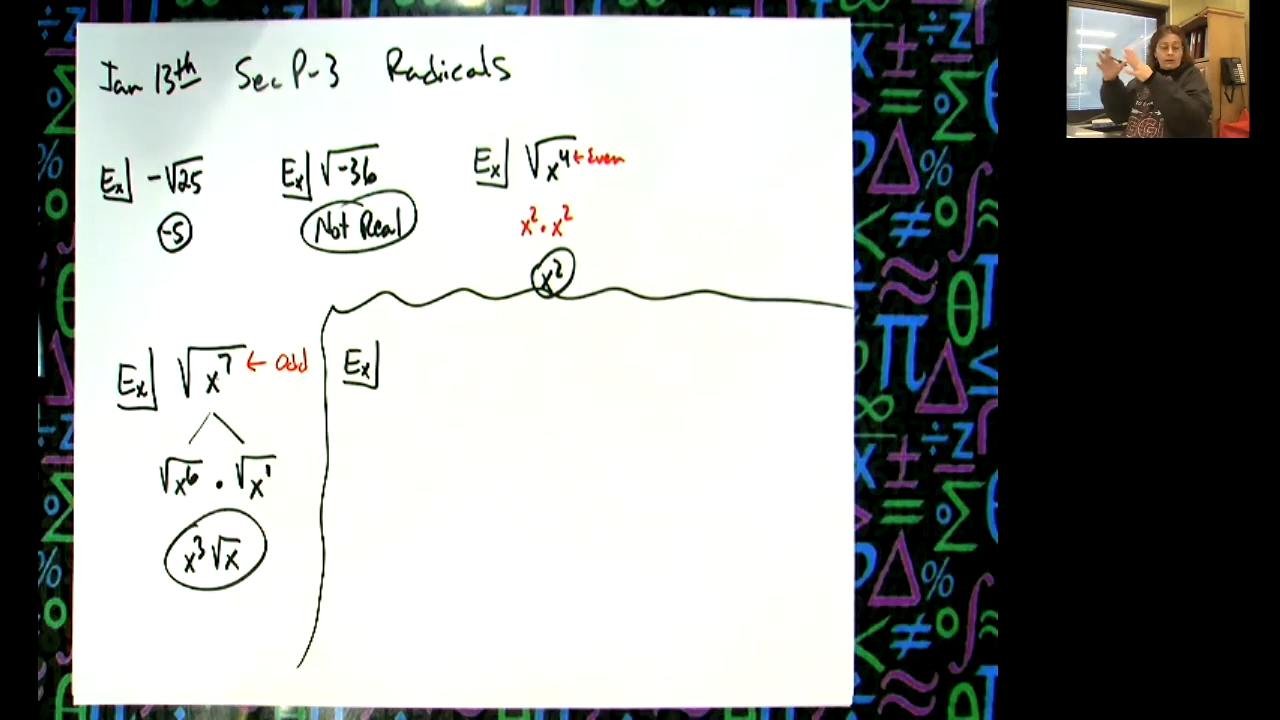 Jan 13th Sec P-3 Radicals
Ex| -√25 Ex| √-36 Ex| √x⁴ ← Even
-5 Not Real x² · x²
x²
Ex| √x⁷ ← odd Ex|
√x⁶ · √x¹
x³√x